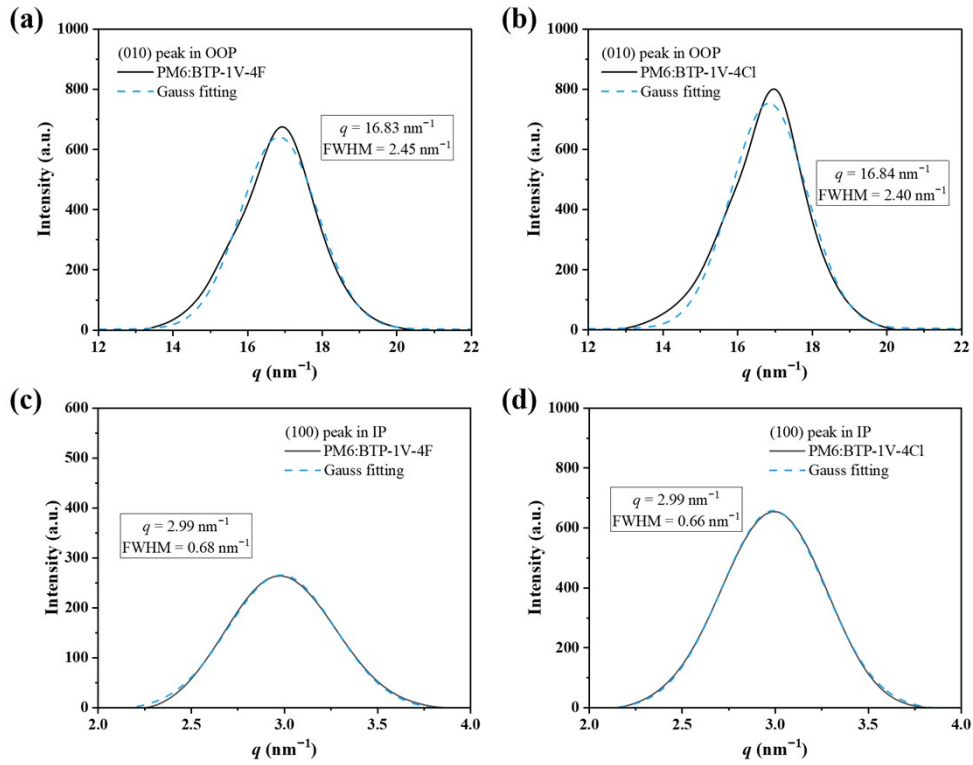 (a)
1000
800
600
400
200
0
Intensity (a.u.)
(010) peak in OOP
PM6:BTP-1V-4F
Gauss fitting
q = 16.83 nm⁻¹
FWHM = 2.45 nm⁻¹
12 14 16 18 20 22
q (nm⁻¹)
(b)
1000
800
600
400
200
0
Intensity (a.u.)
(010) peak in OOP
PM6:BTP-1V-4Cl
Gauss fitting
q = 16.84 nm⁻¹
FWHM = 2.40 nm⁻¹
12 14 16 18 20 22
q (nm⁻¹)
(c)
600
500
400
300
200
100
0
Intensity (a.u.)
(100) peak in IP
PM6:BTP-1V-4F
Gauss fitting
q = 2.99 nm⁻¹
FWHM = 0.68 nm⁻¹
2.0 2.5 3.0 3.5 4.0
q (nm⁻¹)
(d)
1000
800
600
400
200
0
Intensity (a.u.)
(100) peak in IP
PM6:BTP-1V-4Cl
Gauss fitting
q = 2.99 nm⁻¹
FWHM = 0.66 nm⁻¹
2.0 2.5 3.0 3.5 4.0
q (nm⁻¹)